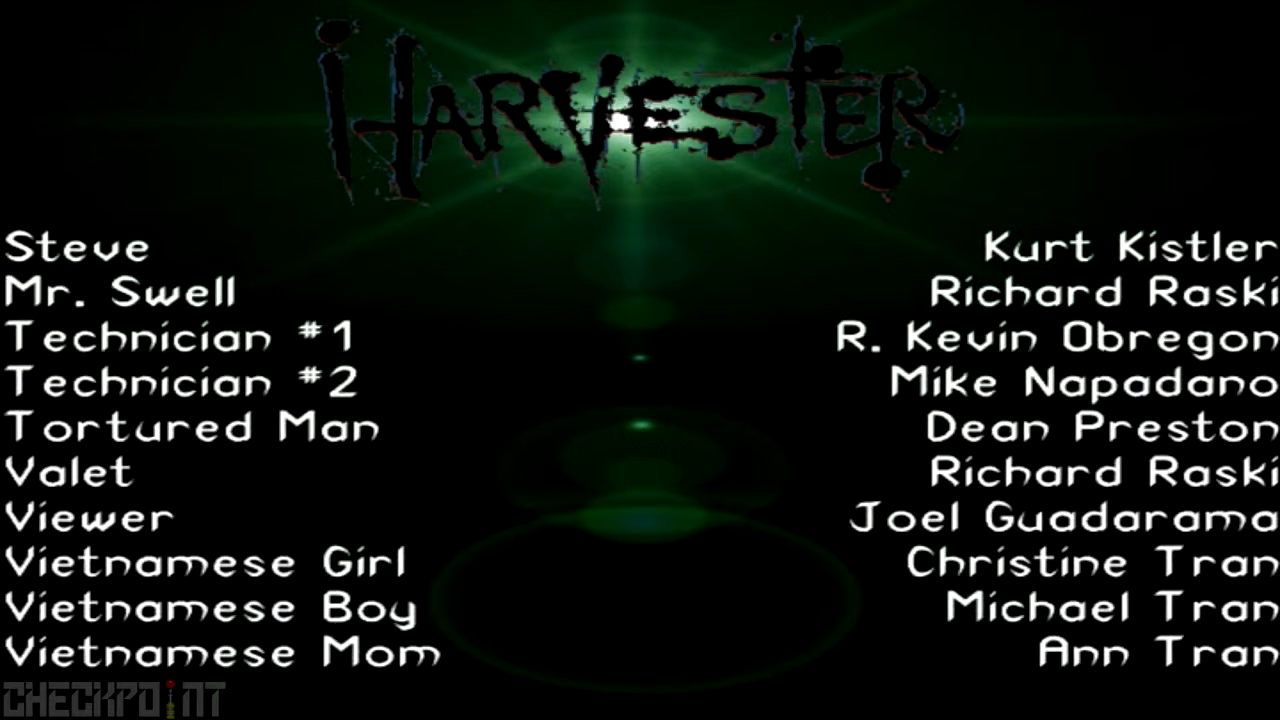 HARVESTER
Steve Kurt Kistler
Mr. Swell Richard Raski
Technician #1 R. Kevin Obregon
Technician #2 Mike Napadano
Tortured Man Dean Preston
Valet Richard Raski
Viewer Joel Guadarama
Vietnamese Girl Christine Tran
Vietnamese Boy Michael Tran
Vietnamese Mom Ann Tran
CHECKPOINT